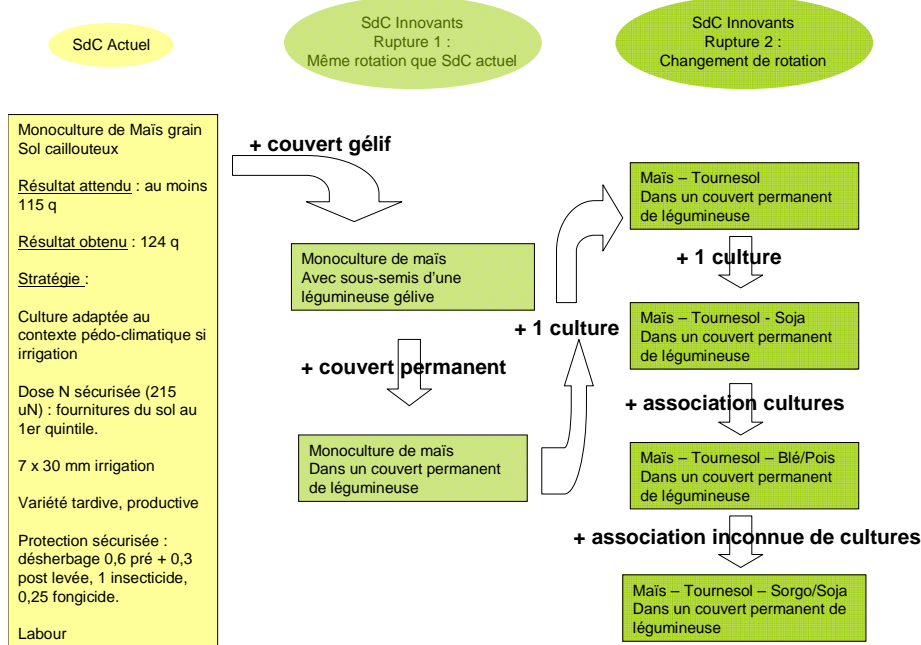 SdC Actuel
SdC Innovants
Rupture 1 :
Même rotation que SdC actuel
SdC Innovants
Rupture 2 :
Changement de rotation
Monoculture de Maïs grain
Sol caillouteux
Résultat attendu : au moins
115 q
Résultat obtenu : 124 q
Stratégie :
Culture adaptée au
contexte pédo-climatique si
irrigation
Dose N sécurisée (215
uN) : fournitures du sol au
1er quintile.
7 x 30 mm irrigation
Variété tardive, productive
Protection sécurisée :
désherbage 0,6 pré + 0,3
post levée, 1 insecticide,
0,25 fongicide.
Labour
+ couvert gélif
Monoculture de maïs
Avec sous-semis d'une
légumineuse gélive
+ couvert permanent
Monoculture de maïs
Dans un couvert permanent
de légumineuse
+ 1 culture
Maïs – Tournesol
Dans un couvert permanent
de légumineuse
+ 1 culture
Maïs – Tournesol - Soja
Dans un couvert permanent
de légumineuse
+ association cultures
Maïs – Tournesol – Blé/Pois
Dans un couvert permanent
de légumineuse
+ association inconnue de cultures
Maïs – Tournesol – Sorgo/Soja
Dans un couvert permanent de
légumineuse